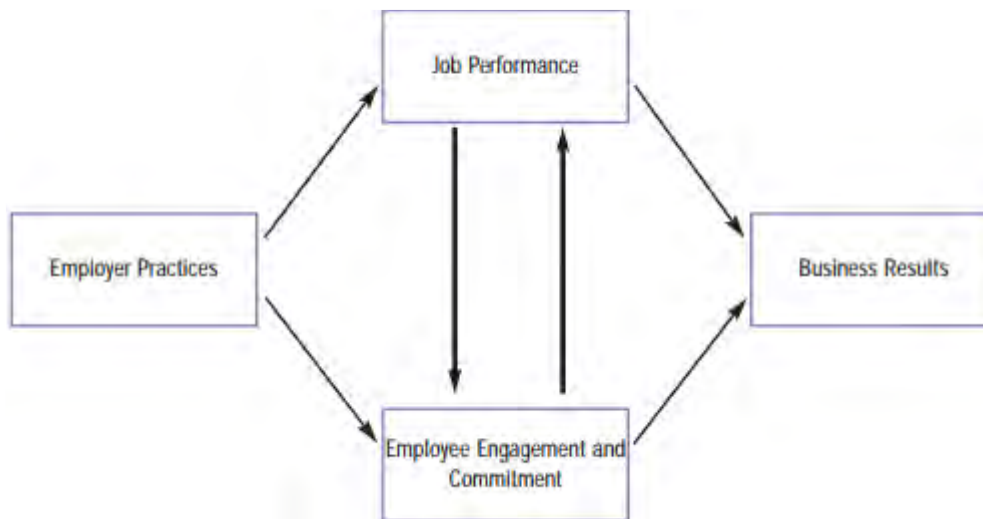 Job Performance
Employer Practices
Business Results
Employee Engagement and
Commitment